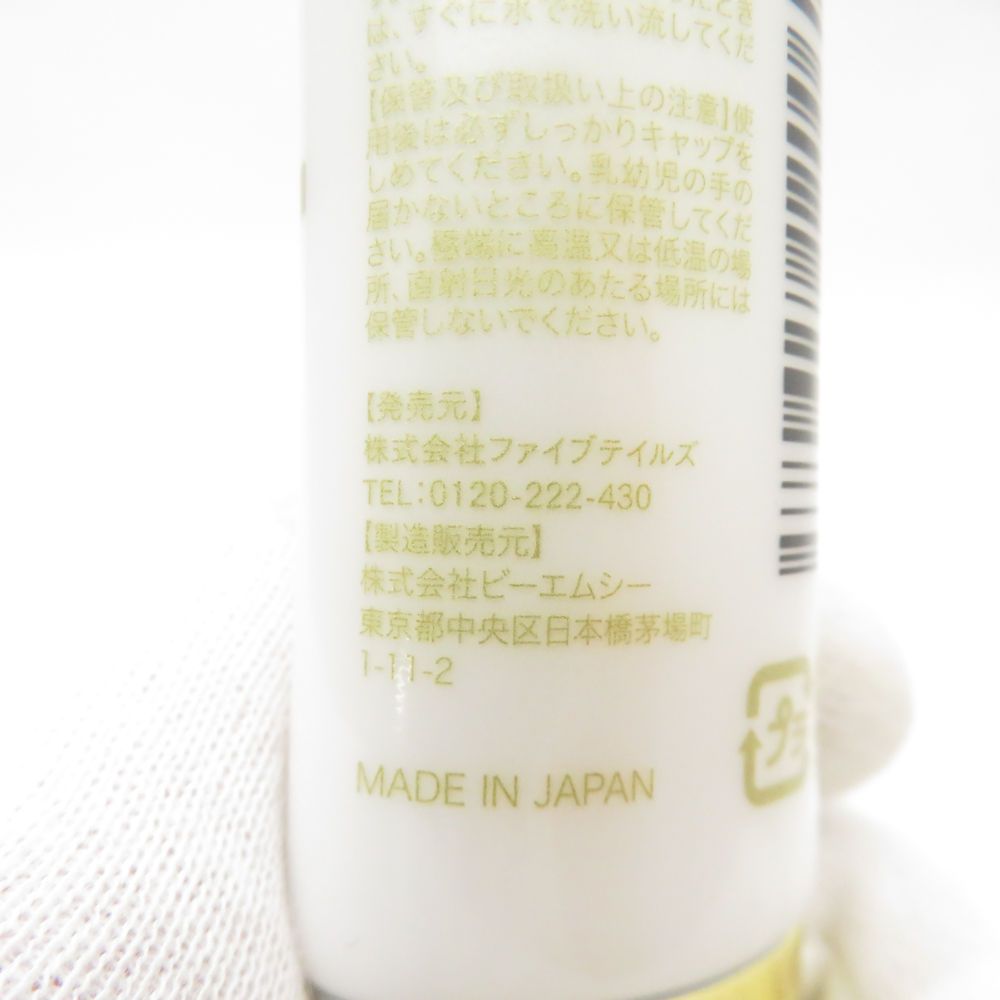 たとき
は、すぐに水で洗い流してくだ
さい。
【保管及び取扱い上の注意】使
用後は必ずしっかりキャップを
しめてください。乳幼児の手の
届かないところに保管してくだ
さい。極端に高温又は低温の場
所、直射日光のあたる場所には
保管しないでください。
【発売元】
株式会社ファイブテイルズ
TEL:0120-222-430
【製造販売元】
株式会社ビーエムシー
東京都中央区日本橋茅場町
1-11-2
プラ
MADE IN JAPAN